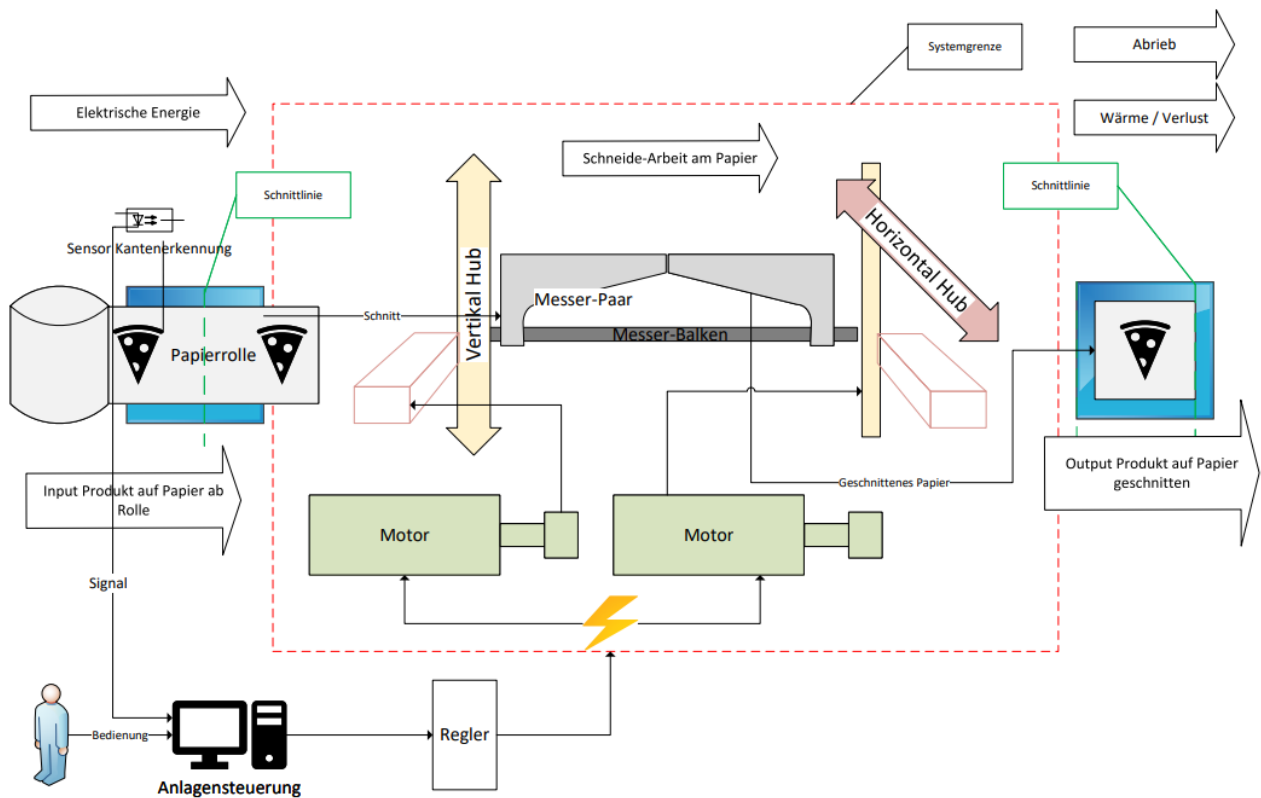 Systemgrenze
Abrieb
Elektrische Energie
Wärme / Verlust
Schneide-Arbeit am Papier
Schnittlinie
Schnittlinie
Sensor Kantenerkennung
Vertikal Hub
Horizontal Hub
Messer-Paar
Schnitt
Messer-Balken
Papierrolle
Input Produkt auf Papier ab
Rolle
Geschnittenes Papier
Output Produkt auf Papier
geschnitten
Motor
Motor
Signal
Bedienung
Regler
Anlagensteuerung